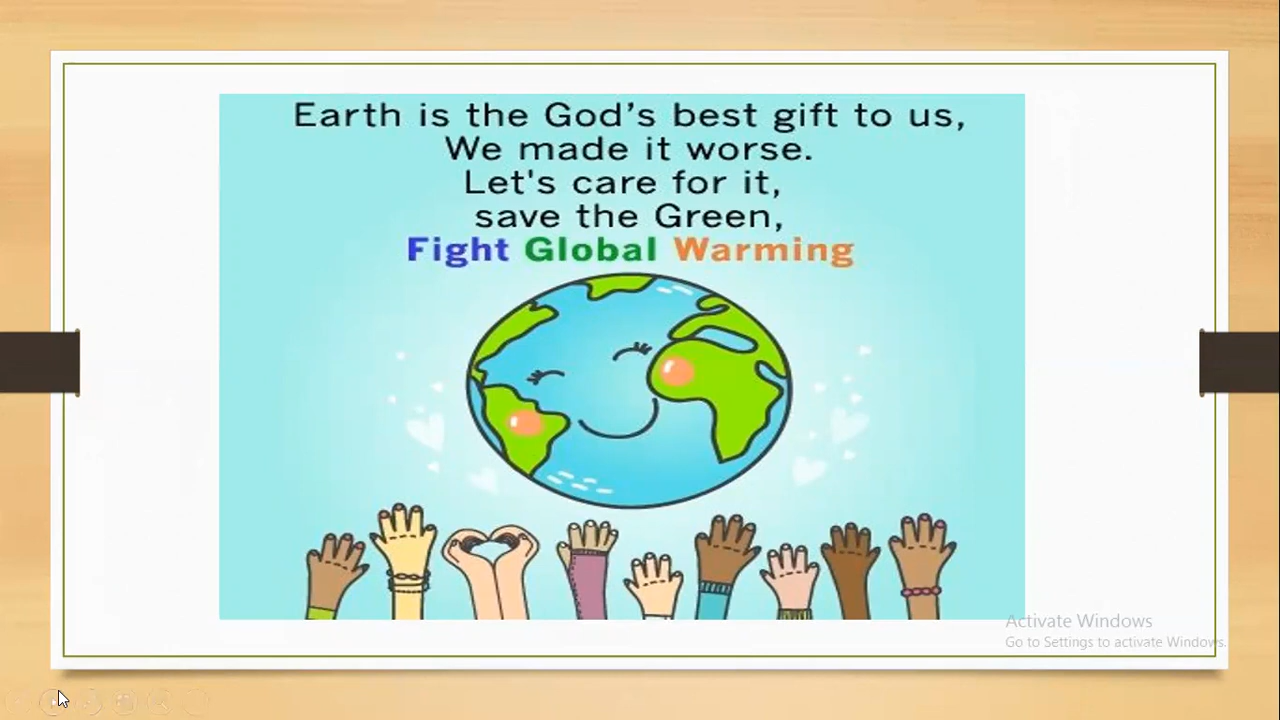 Earth is the God's best gift to us,
We made it worse.
Let's care for it,
save the Green,
Fight Global Warming
Activate Windows
Go to Settings to activate Windows.